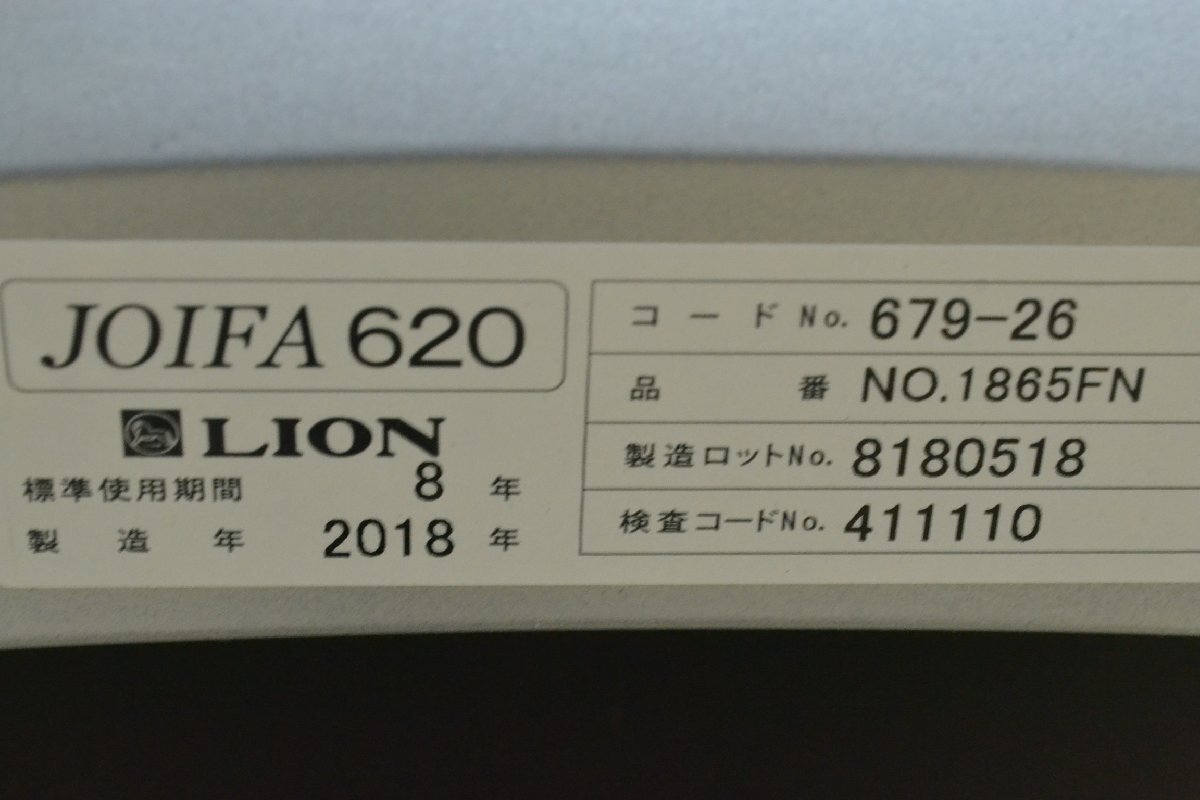 JOIFA 620
LION
標準使用期間 8 年
製造年 2018 年
コードNo. 679-26
品番 NO.1865FN
製造ロットNo. 8180518
検査コードNo. 411110